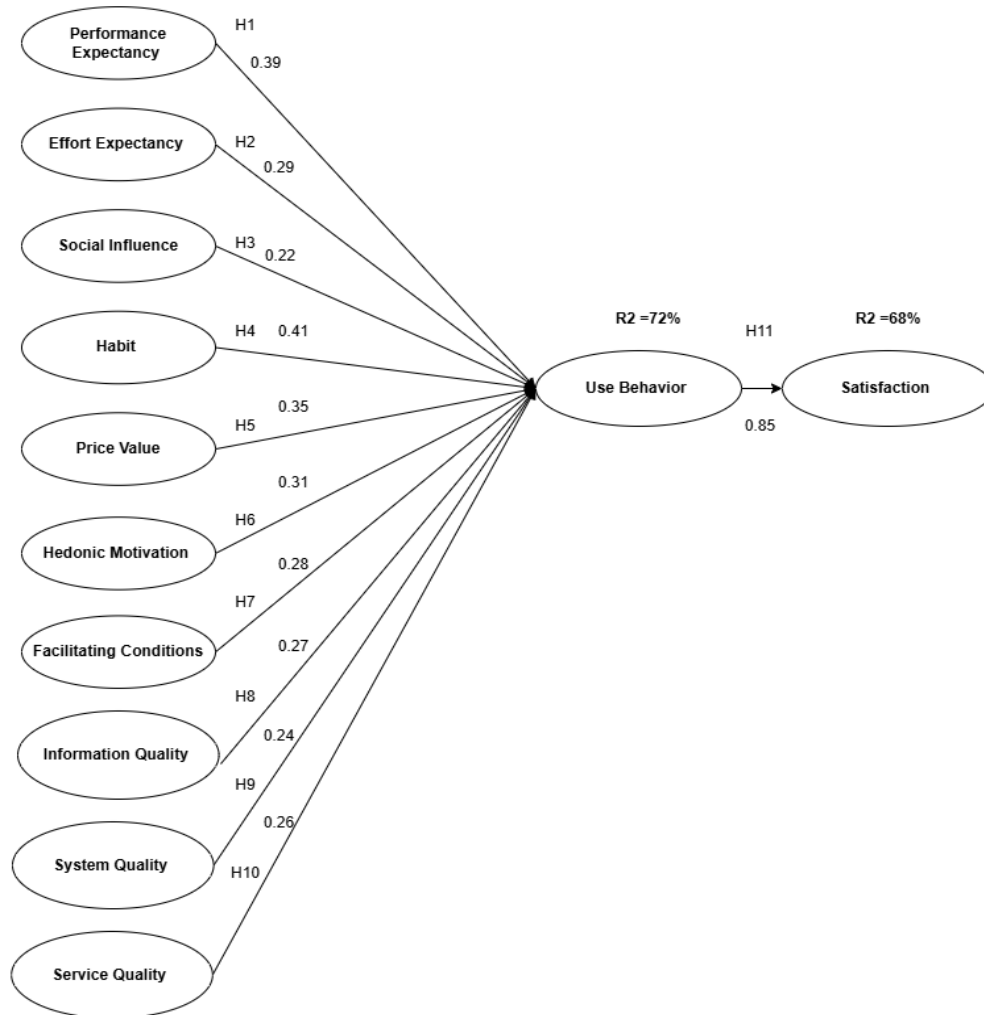 Performance
Expectancy
H1
0.39
Effort Expectancy
H2
0.29
Social Influence
H3
0.22
Habit
H4
0.41
Price Value
H5
0.35
Hedonic Motivation
H6
0.31
Facilitating Conditions
H7
0.28
Information Quality
H8
0.27
System Quality
H9
0.24
Service Quality
H10
0.26
R2 =72%
Use Behavior
H11
0.85
R2 =68%
Satisfaction